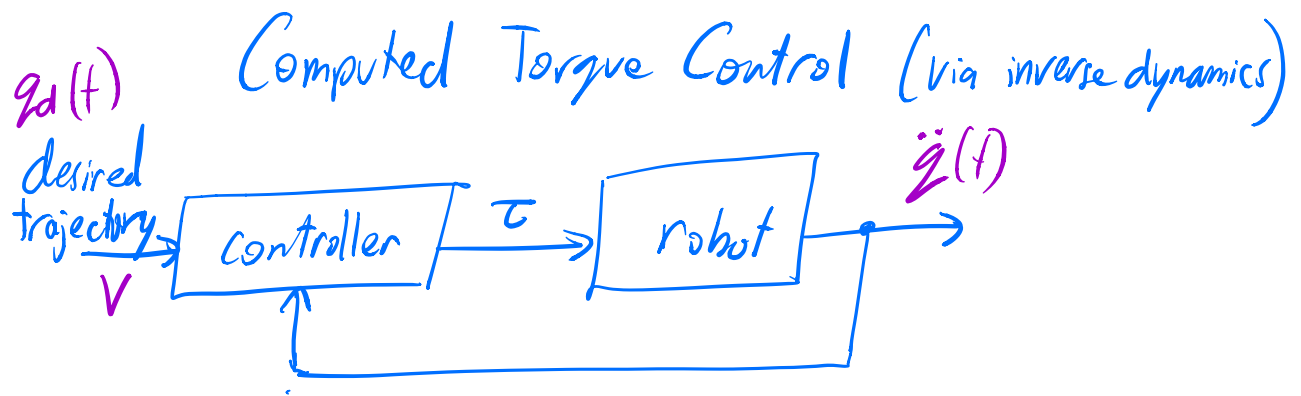 Computed Torque Control (via inverse dynamics)
qd(t)
desired
trajectory
V
controller
τ
robot
q̈(t)